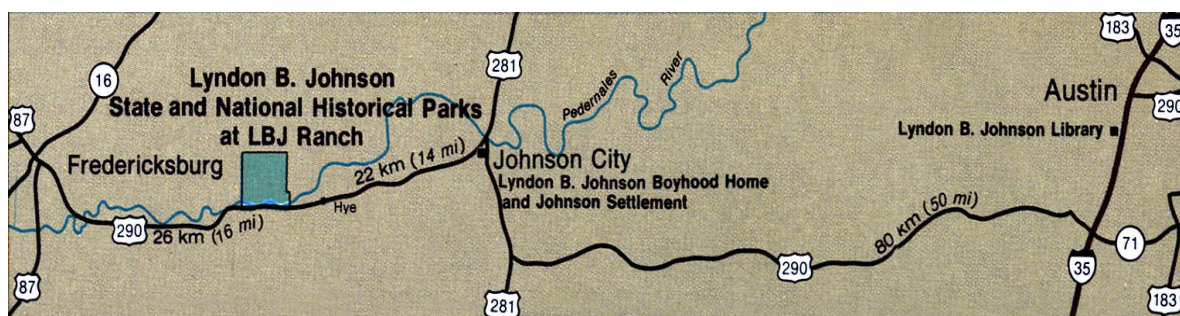 281
183
35
16
Lyndon B. Johnson
State and National Historical Parks
at LBJ Ranch
Pedernales
River
Austin
290
87
Lyndon B. Johnson Library
Fredericksburg
22 km (14 mi)
Johnson City
Lyndon B. Johnson Boyhood Home
and Johnson Settlement
Hye
290
26 km (16 mi)
80 km (50 mi)
71
290
35
87
281
183